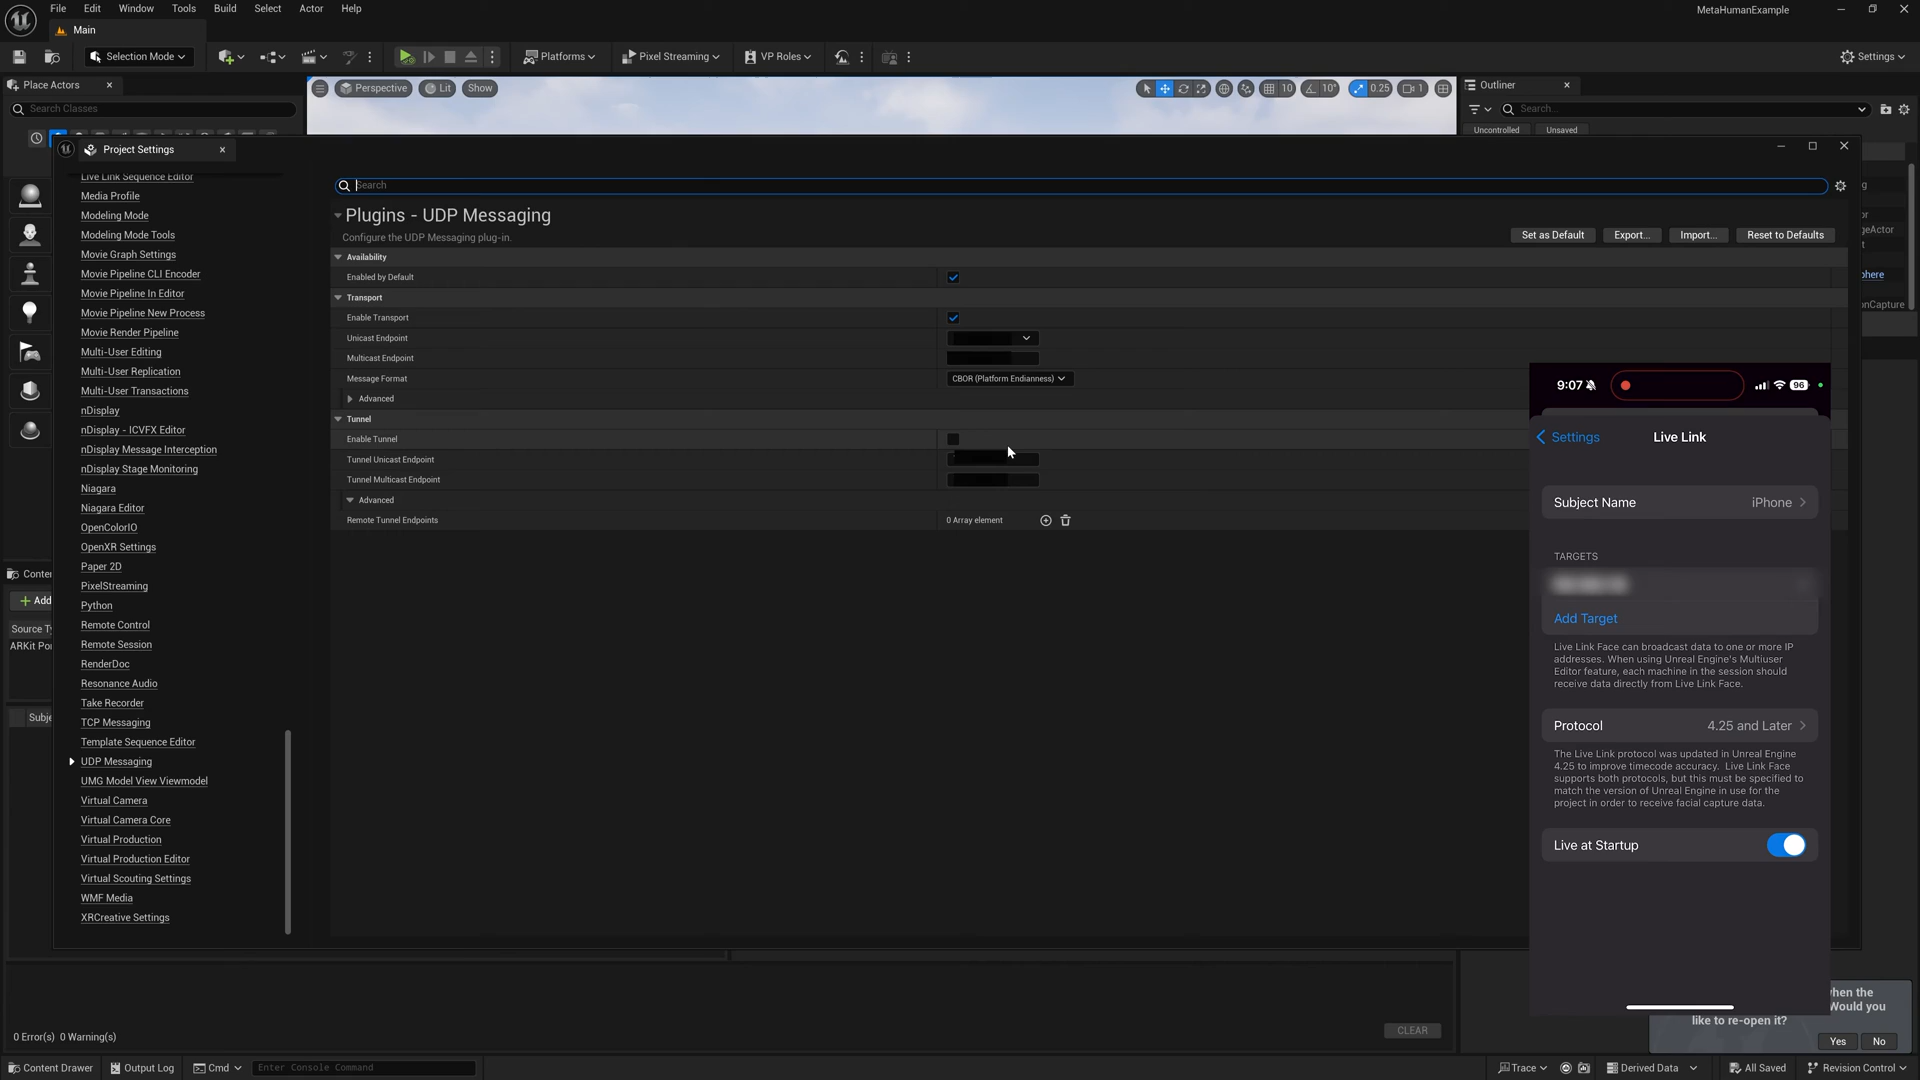 File Edit Window Tools Build Select Actor Help
MetaHumanExample
Main
Selection Mode
Platforms
Pixel Streaming
VP Roles
Settings
Place Actors
Search Classes
Perspective
Lit
Show
10
10°
0.25
1
Outliner
Search...
Uncontrolled
Unsaved
Project Settings
Live Link Sequence Editor
Media Profile
Modeling Mode
Modeling Mode Tools
Movie Graph Settings
Movie Pipeline CLI Encoder
Movie Pipeline In Editor
Movie Pipeline New Process
Movie Render Pipeline
Multi-User Editing
Multi-User Replication
Multi-User Transactions
nDisplay
nDisplay - ICVFX Editor
nDisplay Message Interception
nDisplay Stage Monitoring
Niagara
Niagara Editor
OpenColorIO
OpenXR Settings
Paper 2D
PixelStreaming
Python
Remote Control
Remote Session
RenderDoc
Resonance Audio
Take Recorder
TCP Messaging
Template Sequence Editor
UDP Messaging
UMG Model View Viewmodel
Virtual Camera
Virtual Camera Core
Virtual Production
Virtual Production Editor
Virtual Scouting Settings
WMF Media
XRCreative Settings
Search
Plugins - UDP Messaging
Configure the UDP Messaging plug-in.
Set as Default
Export...
Import...
Reset to Defaults
Availability
Enabled by Default
Transport
Enable Transport
Unicast Endpoint
Multicast Endpoint
Message Format
CBOR (Platform Endianness)
Advanced
Tunnel
Enable Tunnel
Tunnel Unicast Endpoint
Tunnel Multicast Endpoint
Advanced
Remote Tunnel Endpoints
0 Array element
g
or
geActor
t
phere
onCapture
Conte
Add
Source Ty
ARKit Po
Subje
9:07
96
Settings
Live Link
Subject Name
iPhone
TARGETS
Add Target
Live Link Face can broadcast data to one or more IP
addresses. When using Unreal Engine's Multiuser
Editor feature, each machine in the session should
receive data directly from Live Link Face.
Protocol
4.25 and Later
The Live Link protocol was updated in Unreal Engine
4.25 to improve timecode accuracy. Live Link Face
supports both protocols, but this must be specified to
match the version of Unreal Engine in use for the
project in order to receive facial capture data.
Live at Startup
hen the
Would you
like to re-open it?
Yes
No
0 Error(s) 0 Warning(s)
CLEAR
Content Drawer
Output Log
Cmd
Enter Console Command
Trace
Derived Data
All Saved
Revision Control